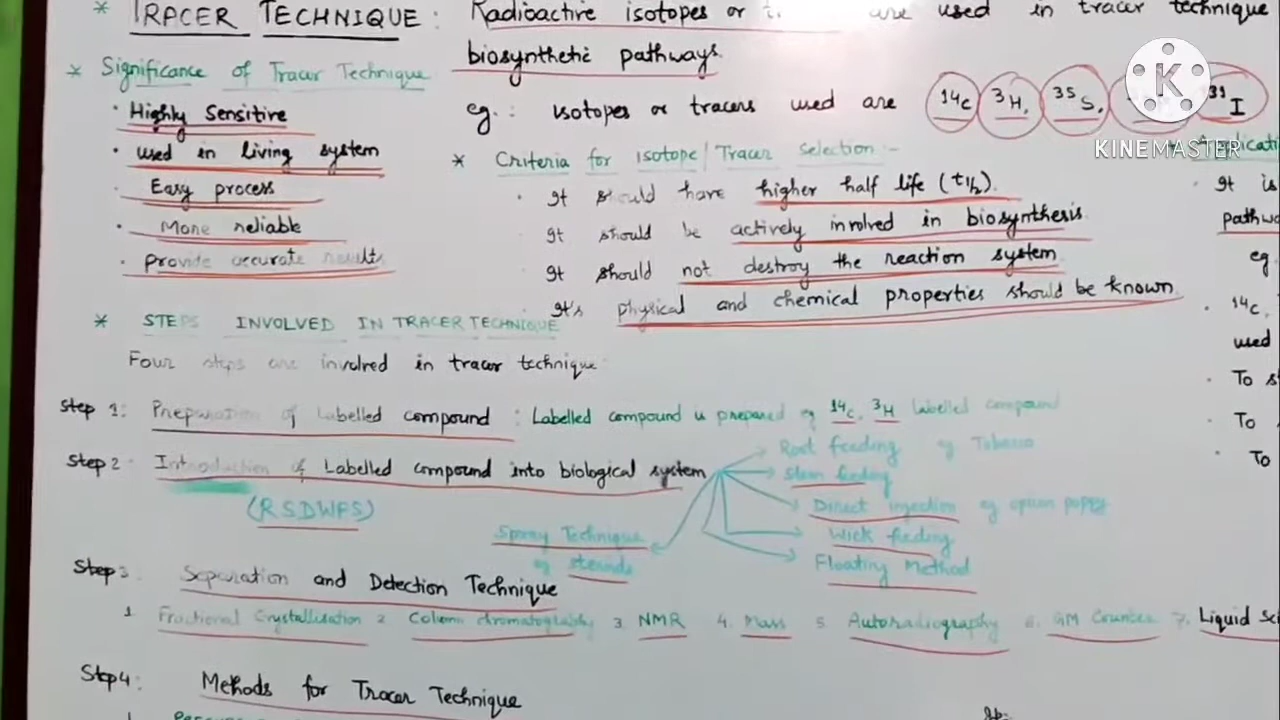 * TRACER TECHNIQUE: Radioactive isotopes or are used in tracer technique
biosynthetic pathways.
* Significance of Tracer Technique
• Highly Sensitive
• used in living system
• Easy process
• More reliable
• provide accurate results
eg.: isotopes or tracers used are ¹⁴C ³H, ³⁵S, I
* Criteria for isotope/Tracer Selection:-
• It should have higher half life (t1/2).
• It should be actively involved in biosynthesis.
• It should not destroy the reaction system
• It's physical and chemical properties should be known
* STEPS INVOLVED IN TRACER TECHNIQUE
Four steps are involved in tracer technique
Step 1: Preparation of Labelled compound : Labelled compound is prepared eg ¹⁴C, ³H labelled compound
Step 2 Introduction of Labelled compound into biological system
(RSDWFS)
Root feeding eg Tobacco
Stem feeding
Direct injection eg opium poppy
Wick feeding
Floating Method
Spray Technique
eg steroids
Step 3 Separation and Detection Technique
1. Fractional Crystallisation 2 Column chromatography 3. NMR 4. Mass 5 Autoradiography 6. GM Counter 7. Liquid
Step 4: Methods for Tracer Technique
It is
eg
• ¹⁴C,
used
• To
• To
• To
KINEMASTER
K